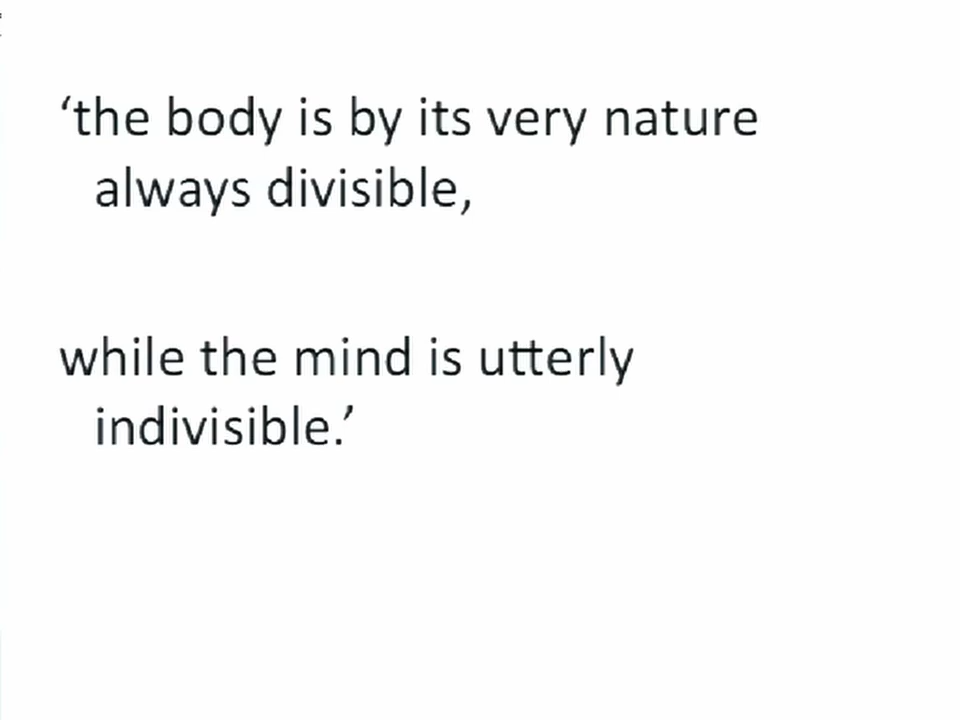 ‘the body is by its very nature
always divisible,
while the mind is utterly
indivisible.’